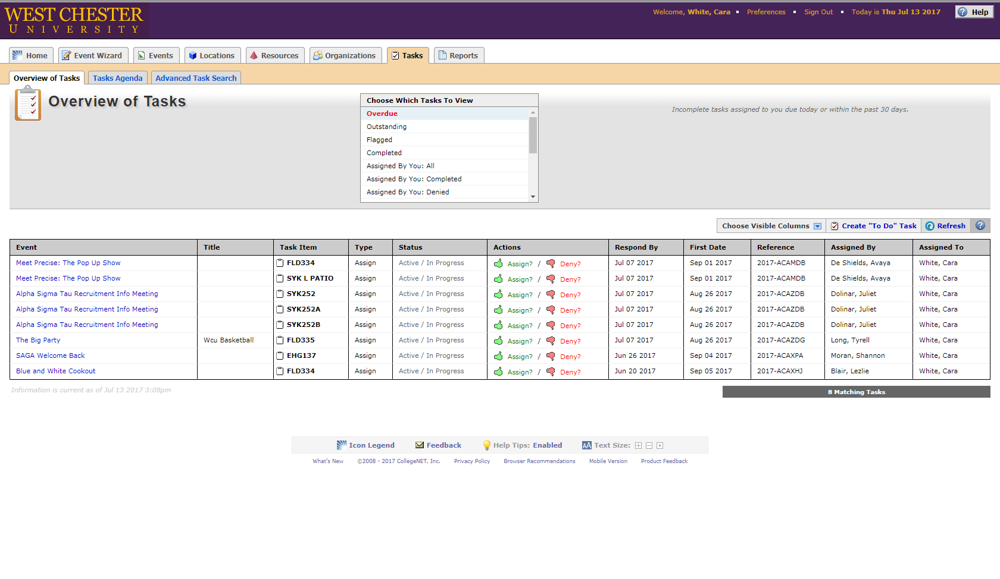 WEST CHESTER
UNIVERSITY
Welcome, White, Cara Preferences Sign Out Today is Thu Jul 13 2017 Help
Home Event Wizard Events Locations Resources Organizations Tasks Reports
Overview of Tasks Tasks Agenda Advanced Task Search
Overview of Tasks
Choose Which Tasks To View
Overdue
Outstanding
Flagged
Completed
Assigned By You: All
Assigned By You: Completed
Assigned By You: Denied
Incomplete tasks assigned to you due today or within the past 30 days.
Choose Visible Columns Create "To Do" Task Refresh ?
Event Title Task Item Type Status Actions Respond By First Date Reference Assigned By Assigned To
Meet Precise: The Pop Up Show FLD334 Assign Active / In Progress Assign? / Deny? Jul 07 2017 Sep 01 2017 2017-ACAMDB De Shields, Avaya White, Cara
Meet Precise: The Pop Up Show SYK L PATIO Assign Active / In Progress Assign? / Deny? Jul 07 2017 Sep 01 2017 2017-ACAMDB De Shields, Avaya White, Cara
Alpha Sigma Tau Recruitment Info Meeting SYK252 Assign Active / In Progress Assign? / Deny? Jul 07 2017 Aug 26 2017 2017-ACAZDB Dolinar, Juliet White, Cara
Alpha Sigma Tau Recruitment Info Meeting SYK252A Assign Active / In Progress Assign? / Deny? Jul 07 2017 Aug 26 2017 2017-ACAZDB Dolinar, Juliet White, Cara
Alpha Sigma Tau Recruitment Info Meeting SYK252B Assign Active / In Progress Assign? / Deny? Jul 07 2017 Aug 26 2017 2017-ACAZDB Dolinar, Juliet White, Cara
The Big Party Wcu Basketball FLD335 Assign Active / In Progress Assign? / Deny? Jul 07 2017 Aug 26 2017 2017-ACAZDG Long, Tyrell White, Cara
SAGA Welcome Back EHG137 Assign Active / In Progress Assign? / Deny? Jun 26 2017 Sep 04 2017 2017-ACAXPA Moran, Shannon White, Cara
Blue and White Cookout FLD334 Assign Active / In Progress Assign? / Deny? Jun 20 2017 Sep 05 2017 2017-ACAXHJ Blair, Lezlie White, Cara
Information is current as of Jul 13 2017 3:08pm
8 Matching Tasks
Icon Legend Feedback Help Tips: Enabled AA Text Size:
What's New ©2008 - 2017 CollegeNET, Inc. Privacy Policy Browser Recommendations Mobile Version Product Feedback